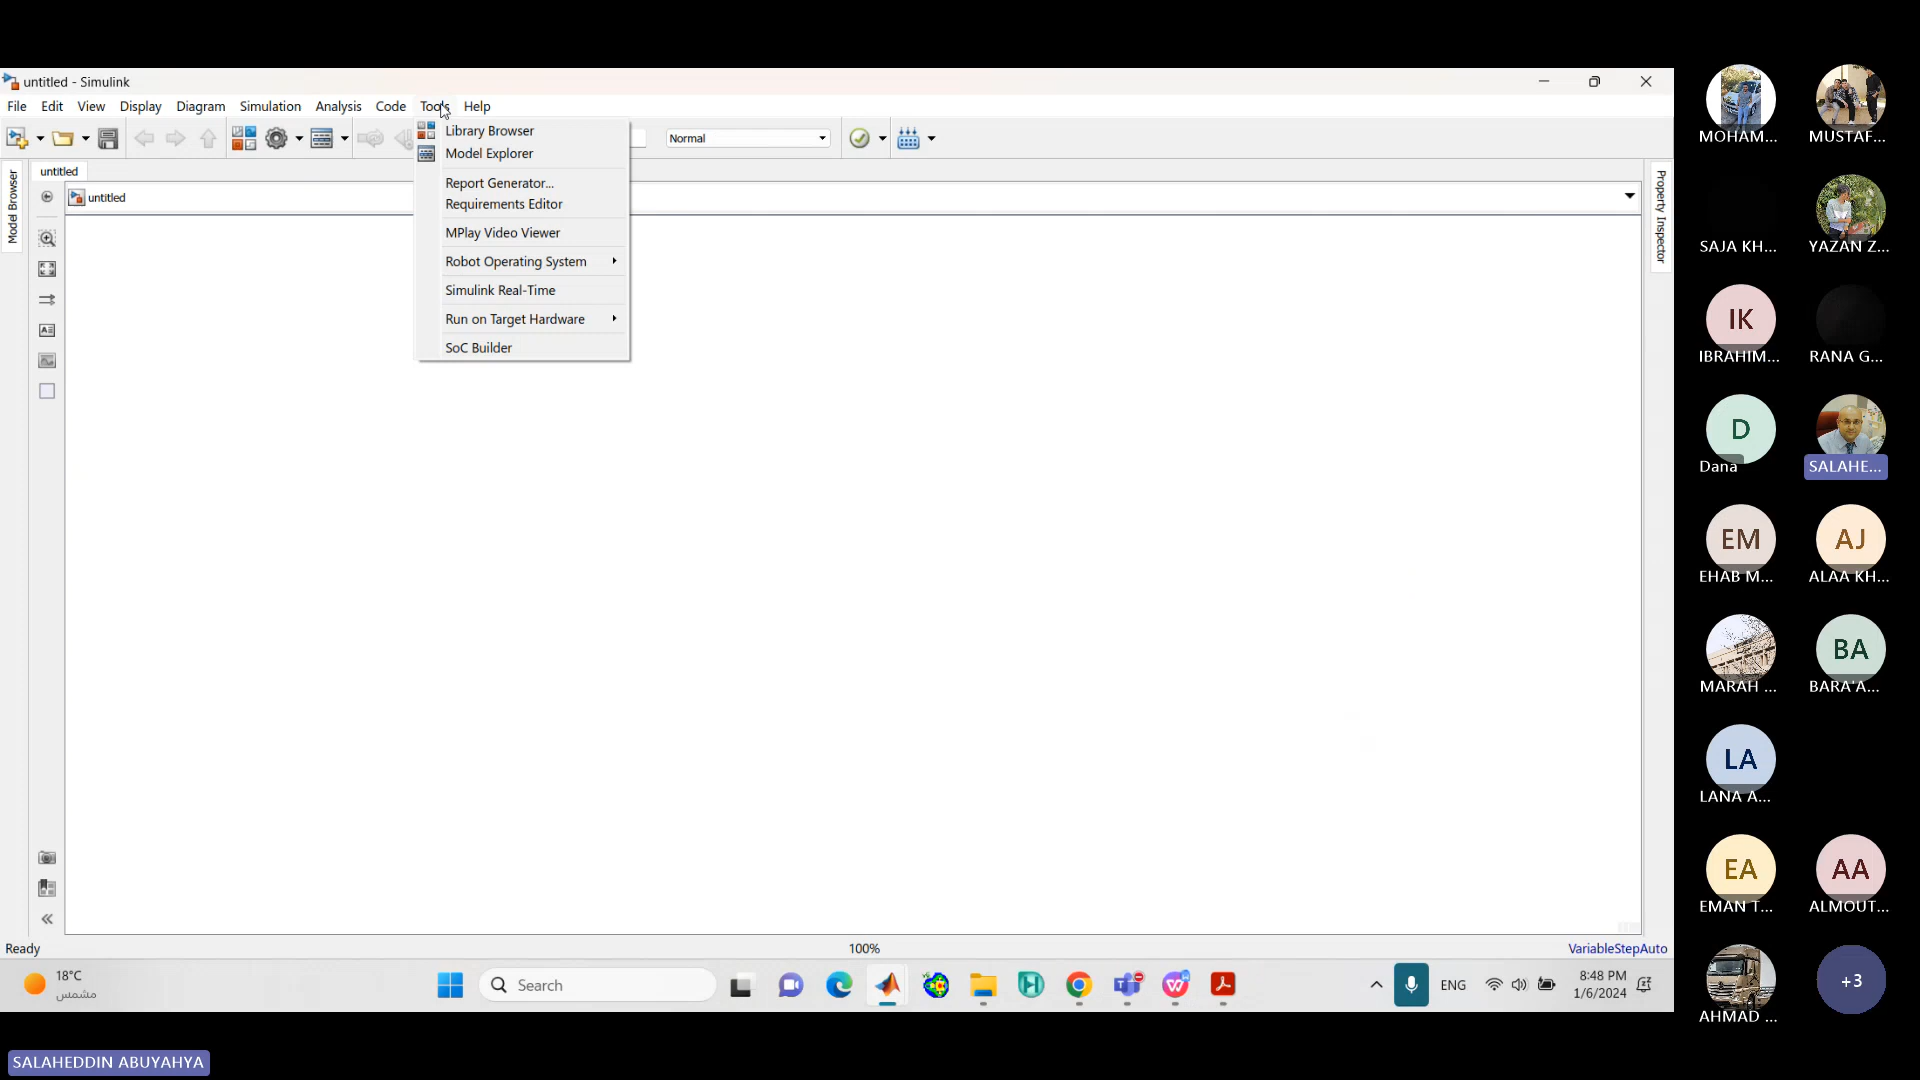 untitled - Simulink
File Edit View Display Diagram Simulation Analysis Code Tools Help
Normal
Library Browser
Model Explorer
Report Generator...
Requirements Editor
MPlay Video Viewer
Robot Operating System
Simulink Real-Time
Run on Target Hardware
SoC Builder
Model Browser
untitled
untitled
Property Inspector
Ready
100%
VariableStepAuto
18°C
مشمس
Search
ENG
8:48 PM
1/6/2024
SALAHEDDIN ABUYAHYA
MOHAM...
MUSTAF...
SAJA KH...
YAZAN Z...
IK
IBRAHIM...
RANA G...
D
Dana
SALAHE...
EM
EHAB M...
AJ
ALAA KH...
MARAH ...
BA
BARA'A...
LA
LANA A...
EA
EMAN T...
AA
ALMOUT...
AHMAD ...
+3